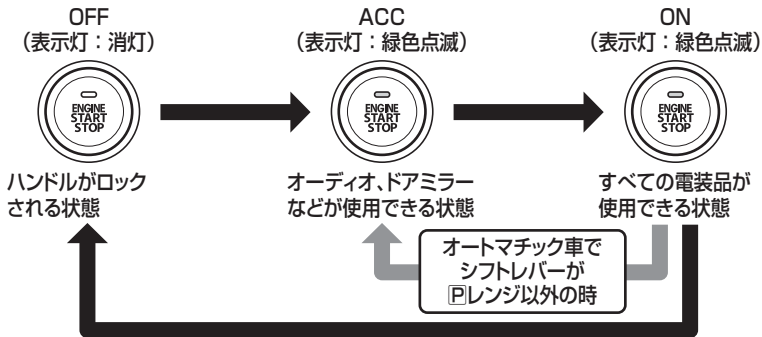 OFF
(表示灯：消灯)
ENGINE
START
STOP
ハンドルがロック
される状態
ACC
(表示灯：緑色点滅)
ENGINE
START
STOP
オーディオ、ドアミラー
などが使用できる状態
ON
(表示灯：緑色点滅)
ENGINE
START
STOP
すべての電装品が
使用できる状態
オートマチック車で
シフトレバーが
Pレンジ以外の時